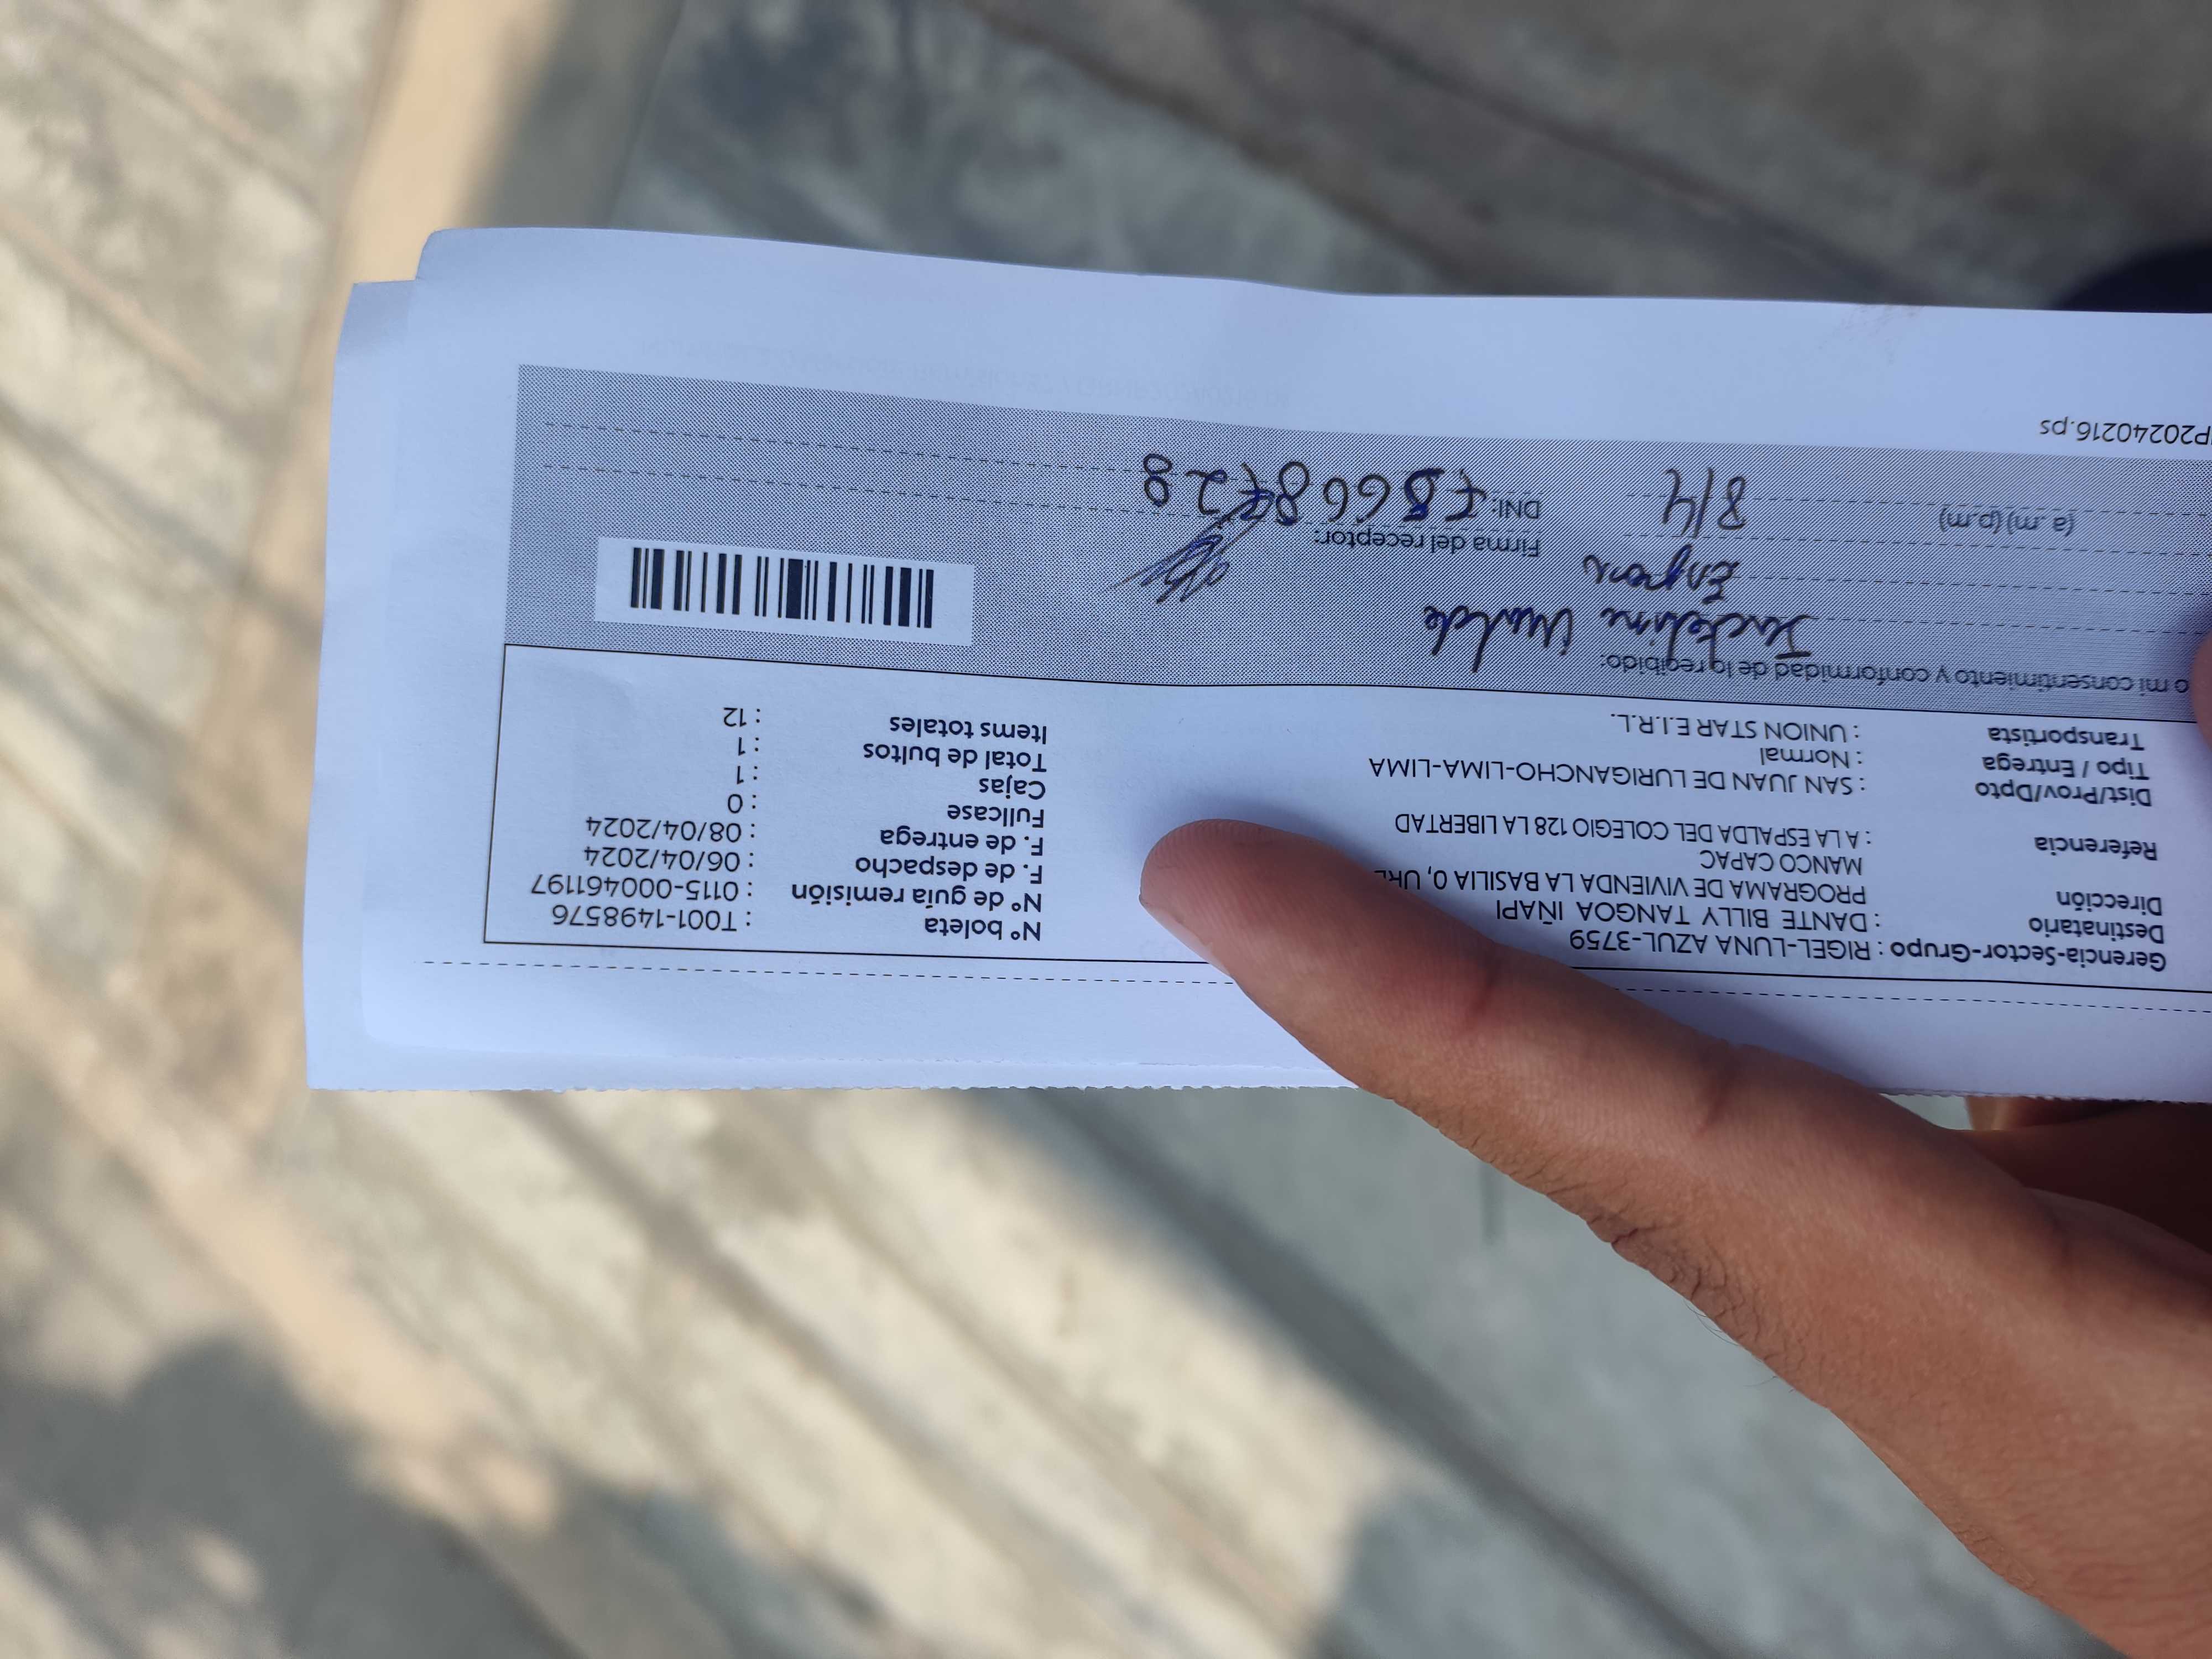 Gerencia-Sector-Grupo : RIGEL-LUNA AZUL-3759
Destinatario : DANTE BILLY TANGOA IÑAPI
Dirección PROGRAMA DE VIVIENDA LA BASILIA 0,
MANCO CAPAC
Referencia : A LA ESPALDA DEL COLEGIO 128 LA LIBERTAD
Dist/Prov/Dpto : SAN JUAN DE LURIGANCHO-LIMA-LIMA
Tipo / Entrega : Normal
Transportista : UNION STAR E.I.R.L.
N° boleta : T001-1498576
N° de guía remisión : 0115-000461197
F. de despacho : 06/04/2024
F. de entrega : 08/04/2024
Fullcase : 0
Cajas : 1
Total de bultos : 1
Items totales : 12
o mi consentimiento y conformidad de lo recibido:
Jackeline Ugalde
Esposa
Firma del receptor:
(a.m) (p.m) 8/4
DNI:
P20240216.ps